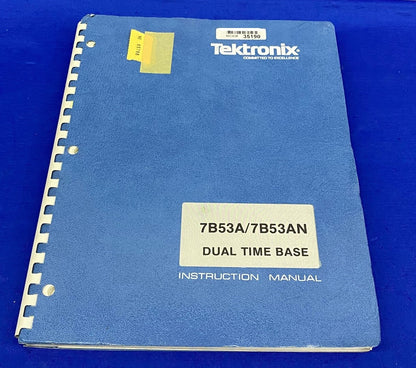 35190
Tektronix
COMMITTED TO EXCELLENCE
7B53A/7B53AN
DUAL TIME BASE
INSTRUCTION MANUAL